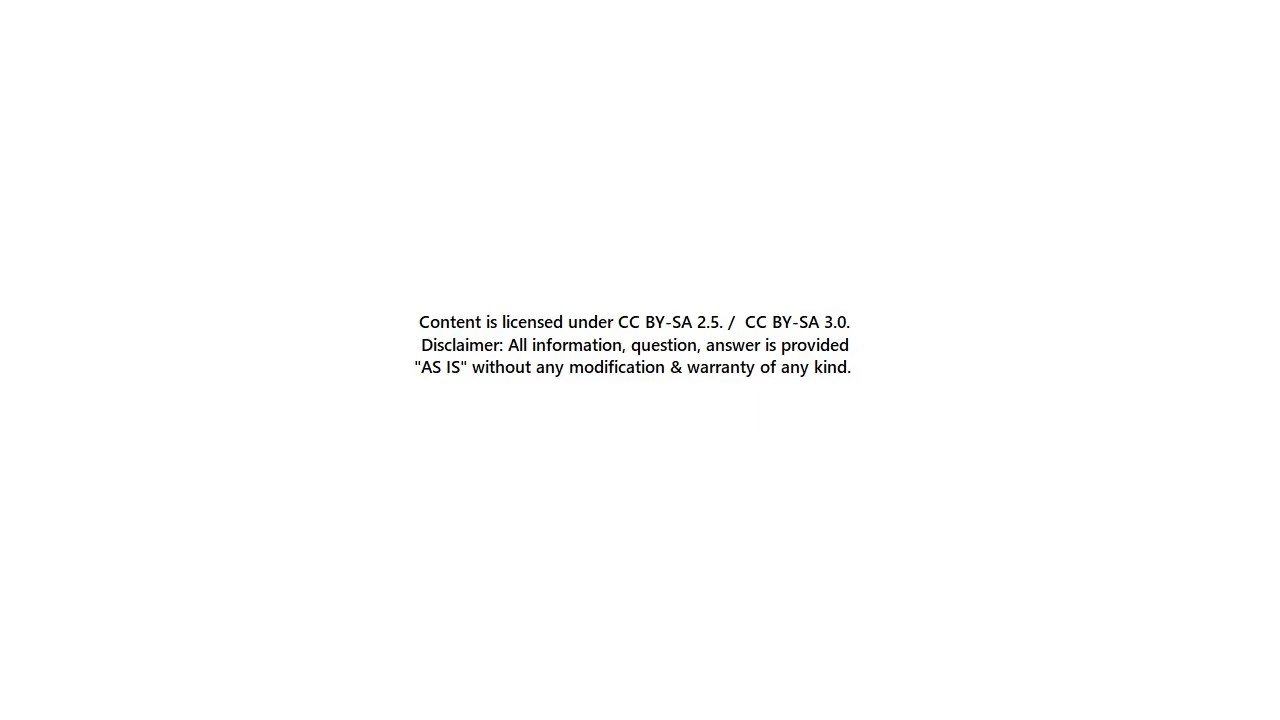 Content is licensed under CC BY-SA 2.5. /  CC BY-SA 3.0.
Disclaimer: All information, question, answer is provided
"AS IS" without any modification & warranty of any kind.